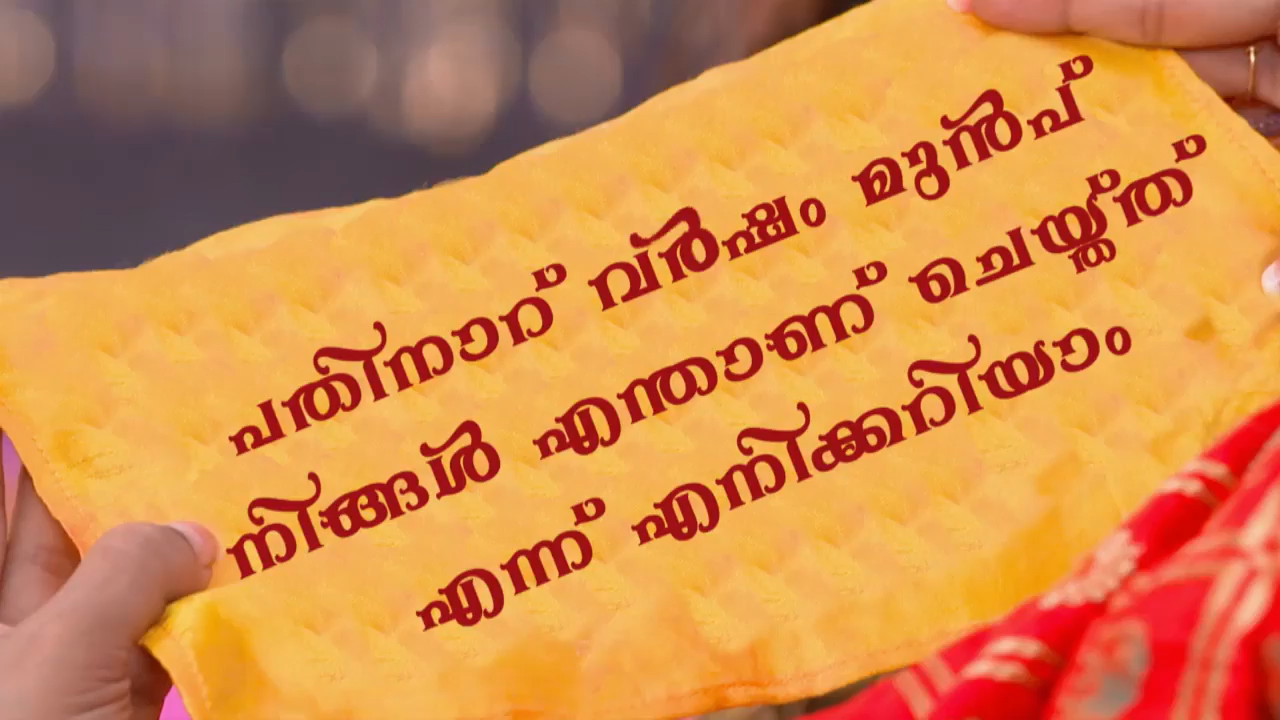 പതിനാറ് വർഷം മുൻപ്
നിങ്ങൾ എന്താണ് ചെയ്തത്
എന്ന് എനിക്കറിയാം